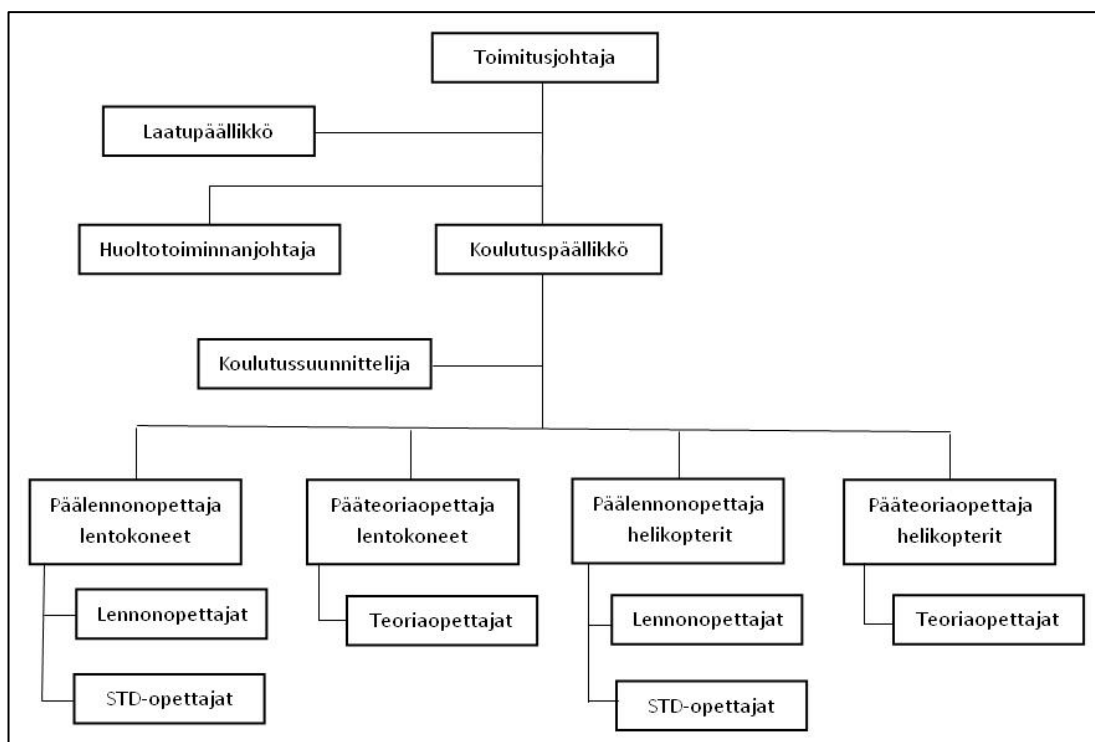 Toimitusjohtaja
Laatupäällikkö
Huoltotoiminnanjohtaja
Koulutuspäällikkö
Koulutussuunnittelija
Päälennonopettaja
lentokoneet
Pääteoriaopettaja
lentokoneet
Päälennonopettaja
helikopterit
Pääteoriaopettaja
helikopterit
Lennonopettajat
Teoriaopettajat
Lennonopettajat
Teoriaopettajat
STD-opettajat
STD-opettajat